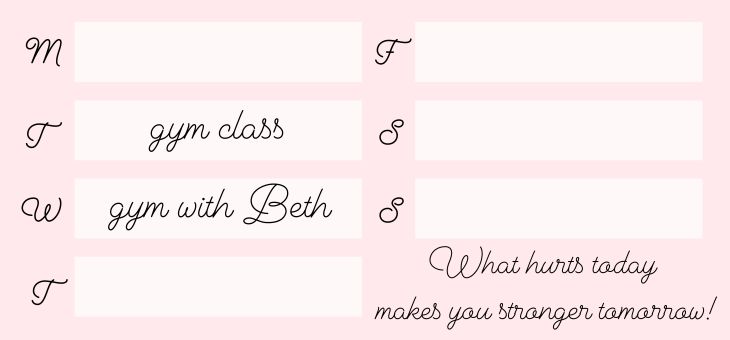 M
T gym class
W gym with Beth
T
F
S
S
What hurts today
makes you stronger tomorrow!